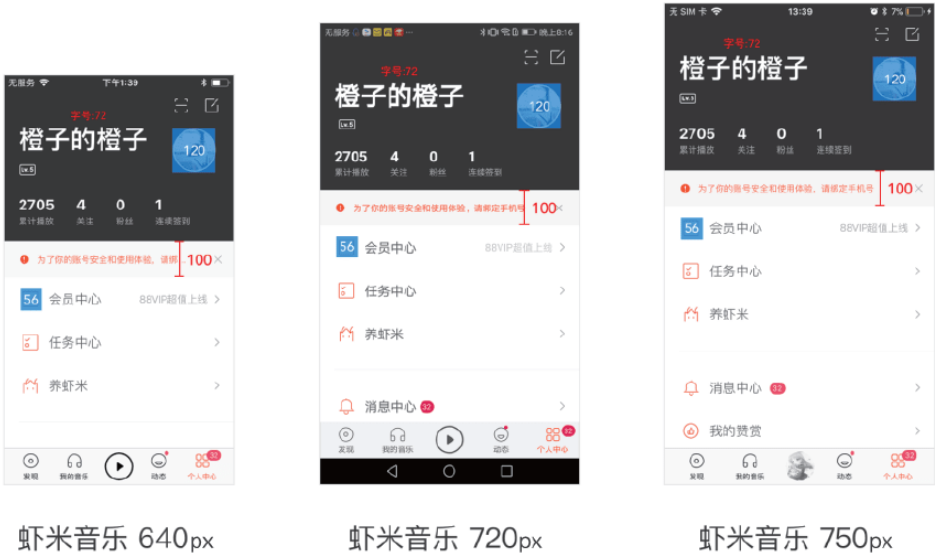 无服务 下午1:39
字号:72
橙子的橙子
120
Lv.5
2705 4 0 1
累计播放 关注 粉丝 连续签到
为了你的账号安全和使用体验，请绑... 100 ×
56 会员中心 88VIP超值上线 >
任务中心 >
养虾米 >
32
发现 我的音乐 动态 个人中心
虾米音乐 640px
无服务 晚上8:16
字号:72
橙子的橙子
120
Lv.5
2705 4 0 1
累计播放 关注 粉丝 连续签到
为了你的账号安全和使用体验，请绑定手机号 100 ×
56 会员中心 88VIP超值上线 >
任务中心 >
养虾米 >
消息中心 32 >
32
发现 我的音乐 动态 个人中心
虾米音乐 720px
无 SIM 卡 13:39 7%
字号:72
橙子的橙子
120
2705 4 0 1
累计播放 关注 粉丝 连续签到
为了你的账号安全和使用体验，请绑定手机号 100 ×
56 会员中心 88VIP超值上线 >
任务中心 >
养虾米 >
消息中心 32 >
我的赞赏 >
32
发现 我的音乐 动态 个人中心
虾米音乐 750px